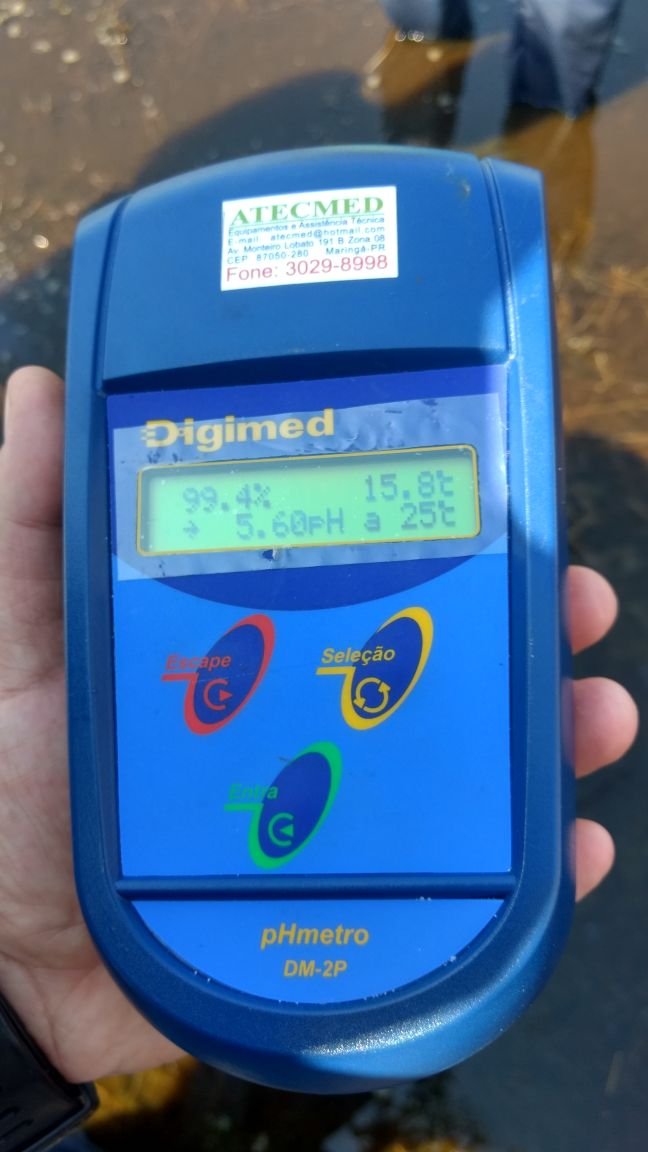 ATECMED
Equipamentos e Assistência Técnica
E-mail: atecmed@hotmail.com
Av. Monteiro Lobato 191 B Zona 08
CEP 87050-280 Maringá-PR
Fone: 3029-8998
Digimed
99.4% 15.8℃
→ 5.60pH a 25℃
Escape
Seleção
Entra
pHmetro
DM-2P